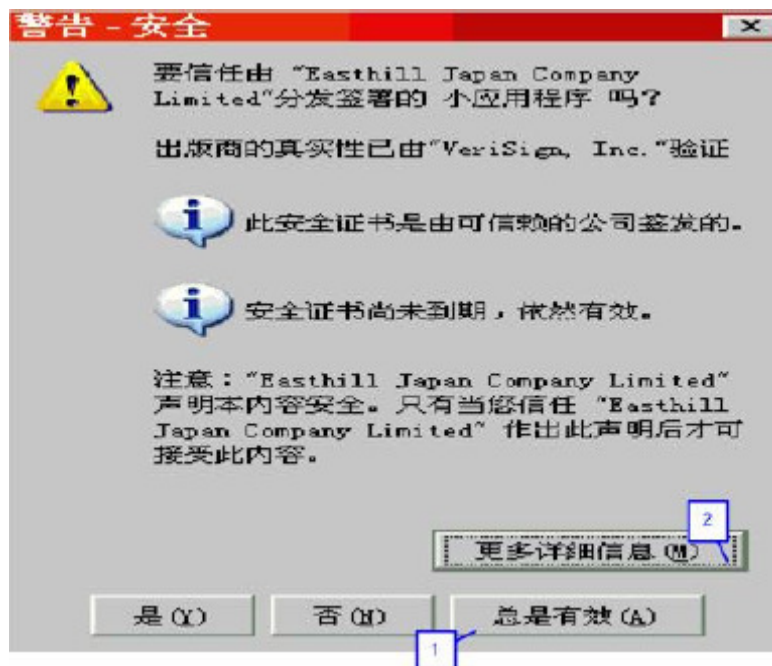 警告 - 安全
要信任由 "Easthill Japan Company
Limited"分发签署的 小应用程序 吗?
出版商的真实性已由"VeriSign, Inc."验证
此安全证书是由可信赖的公司签发的。
安全证书尚未到期，依然有效。
注意："Easthill Japan Company Limited"
声明本内容安全。只有当您信任 "Easthill
Japan Company Limited" 作出此声明后才可
接受此内容。
2
更多详细信息(M)
是(Y) 否(N) 总是有效(A)
1